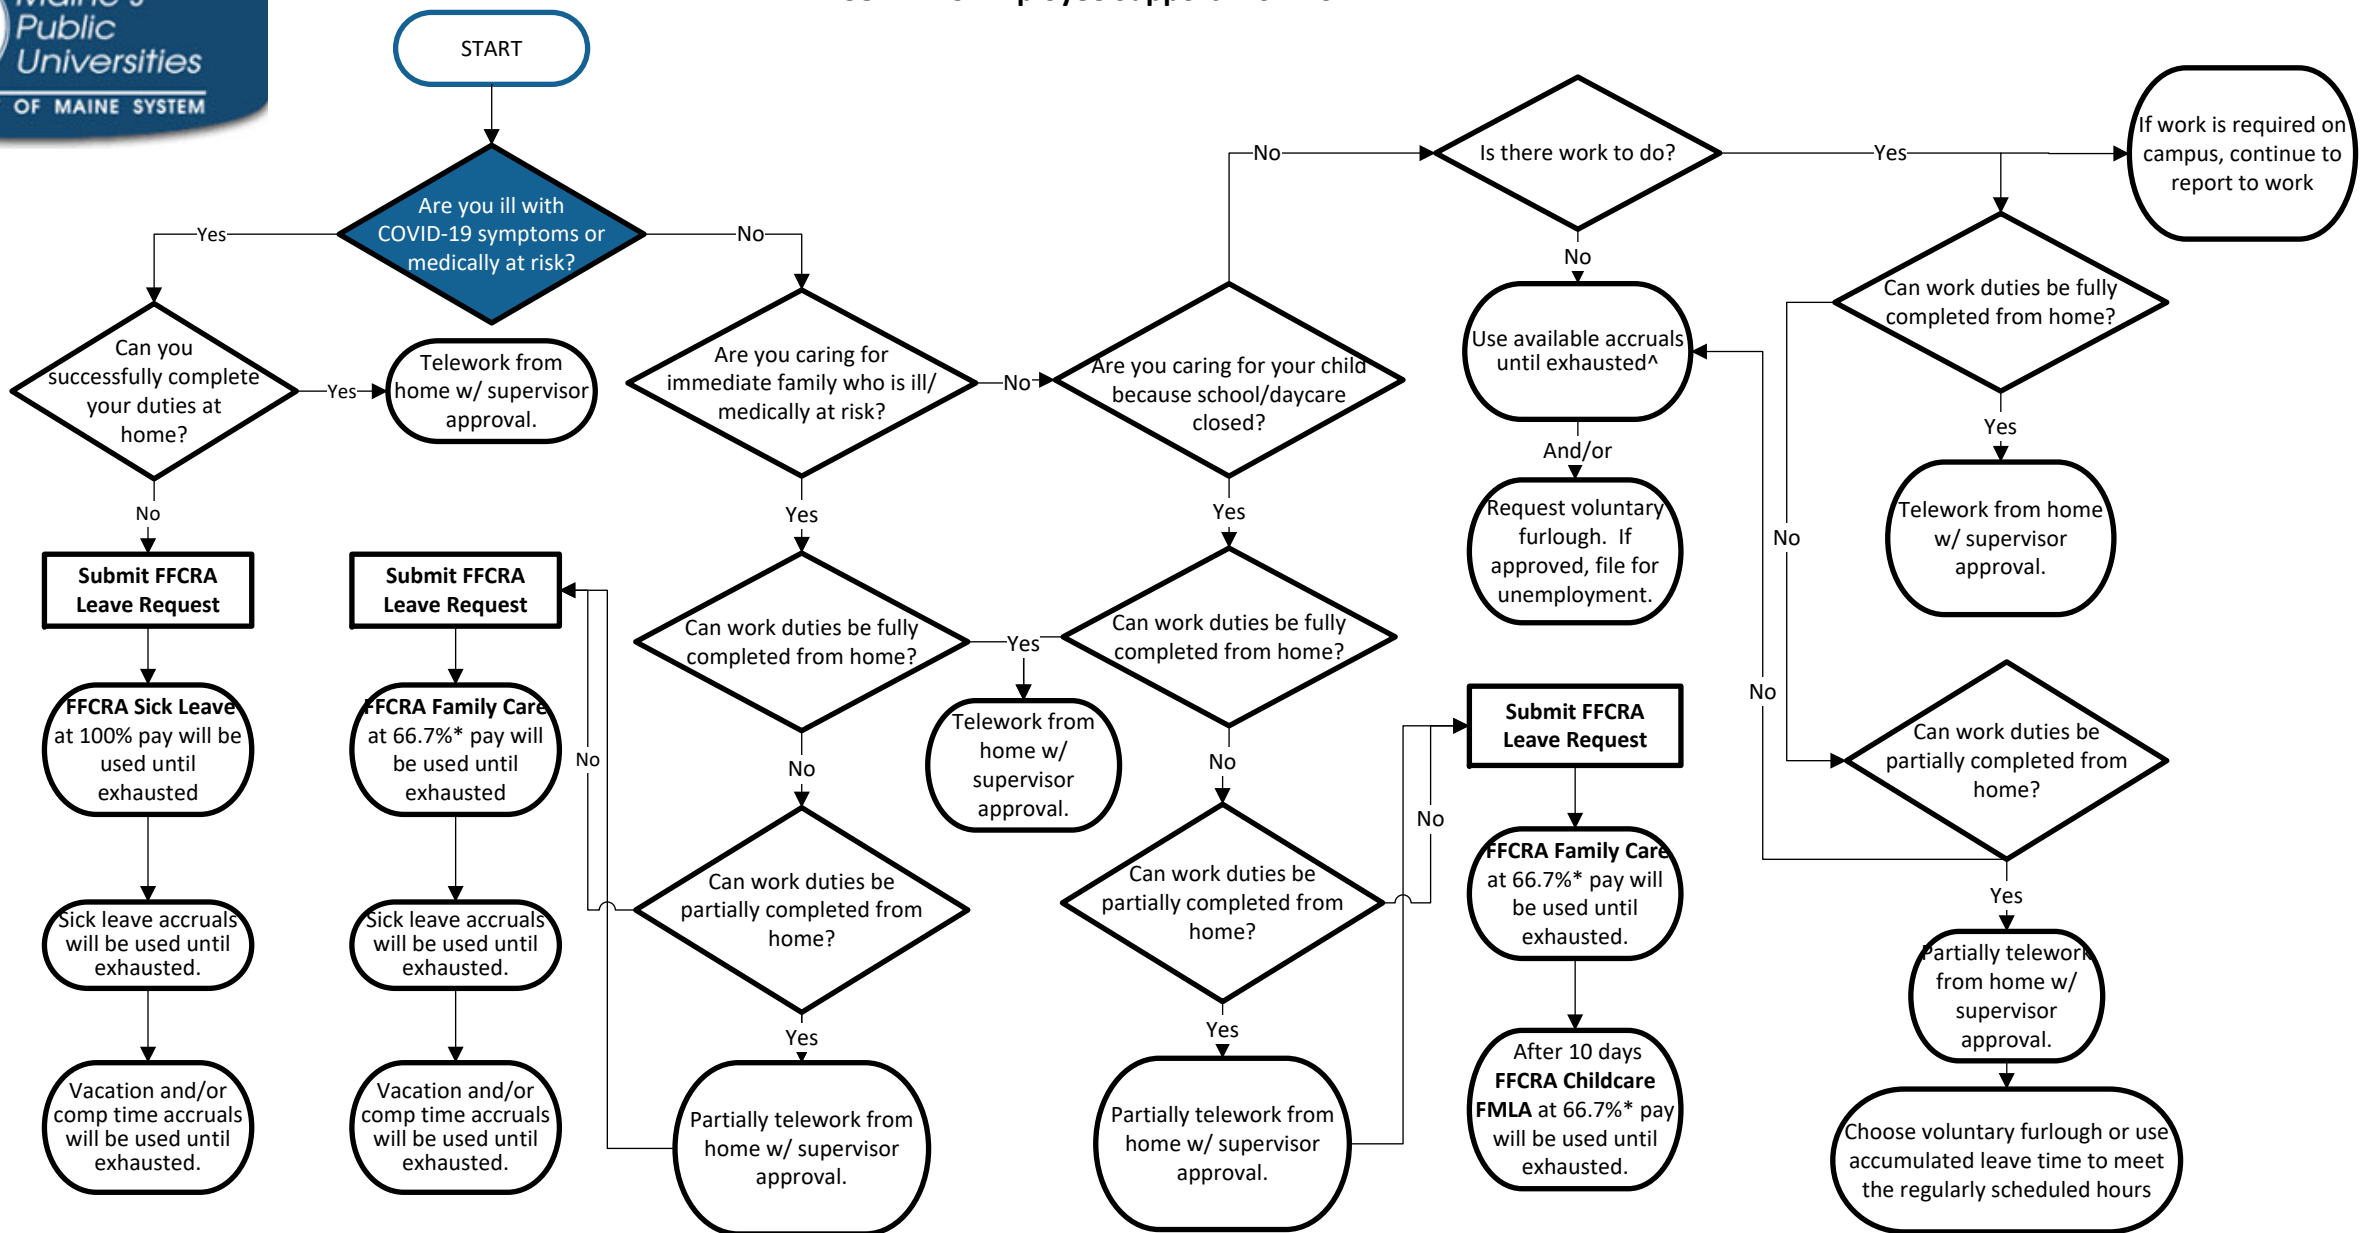 Maine's
Public
Universities
OF MAINE SYSTEM
START
Are you ill with
COVID-19 symptoms or
medically at risk?
Yes
No
Can you
successfully complete
your duties at
home?
Yes
Telework from
home w/ supervisor
approval.
No
Submit FFCRA
Leave Request
FFCRA Sick Leave
at 100% pay will be
used until
exhausted
Sick leave accruals
will be used until
exhausted.
Vacation and/or
comp time accruals
will be used until
exhausted.
Are you caring for
immediate family who is ill/
medically at risk?
No
Yes
Can work duties be fully
completed from home?
Yes
Telework from
home w/
supervisor
approval.
No
Can work duties be
partially completed from
home?
No
Yes
Partially telework from
home w/ supervisor
approval.
Submit FFCRA
Leave Request
FFCRA Family Care
at 66.7%* pay will
be used until
exhausted
Sick leave accruals
will be used until
exhausted.
Vacation and/or
comp time accruals
will be used until
exhausted.
Are you caring for your child
because school/daycare
closed?
No
Yes
Can work duties be fully
completed from home?
No
Can work duties be
partially completed from
home?
No
Yes
Partially telework from
home w/ supervisor
approval.
Submit FFCRA
Leave Request
FFCRA Family Care
at 66.7%* pay will
be used until
exhausted.
After 10 days
FFCRA Childcare
FMLA at 66.7%* pay
will be used until
exhausted.
Is there work to do?
Yes
No
Use available accruals
until exhausted^
And/or
Request voluntary
furlough. If
approved, file for
unemployment.
If work is required on
campus, continue to
report to work
Can work duties be fully
completed from home?
Yes
Telework from home
w/ supervisor
approval.
No
Can work duties be
partially completed from
home?
No
Yes
Partially telework
from home w/
supervisor
approval.
Choose voluntary furlough or use
accumulated leave time to meet
the regularly scheduled hours